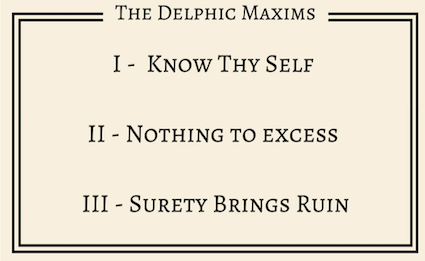 The Delphic Maxims
I - Know Thy Self
II - Nothing to excess
III - Surety Brings Ruin